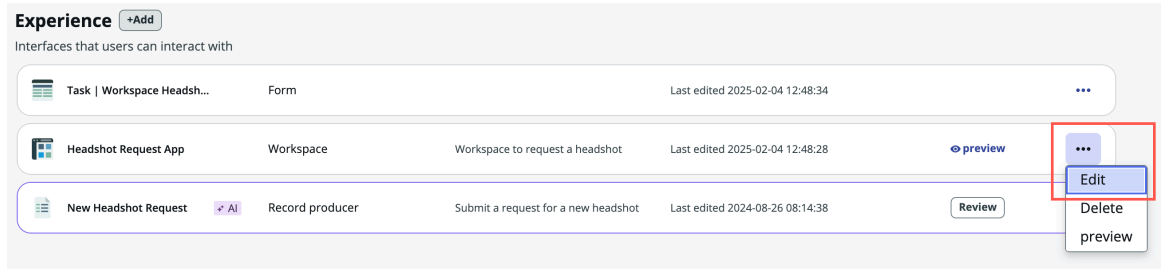 Experience +Add
Interfaces that users can interact with
Task | Workspace Headsh... Form Last edited 2025-02-04 12:48:34
Headshot Request App Workspace Workspace to request a headshot Last edited 2025-02-04 12:48:28 preview
Edit
New Headshot Request AI Record producer Submit a request for a new headshot Last edited 2024-08-26 08:14:38 Review
Delete
preview